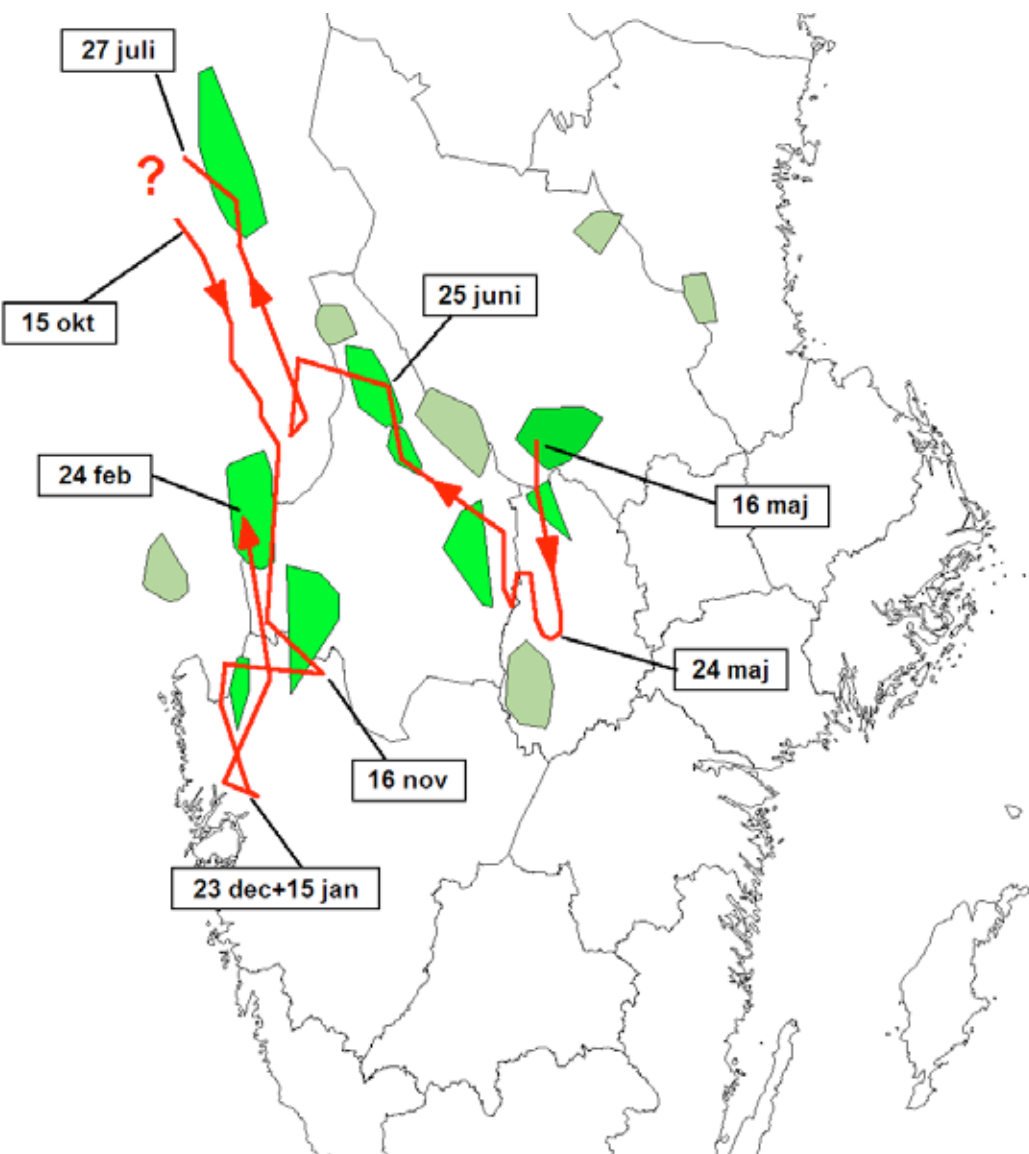 27 juli
?
15 okt
25 juni
24 feb
16 maj
24 maj
16 nov
23 dec+15 jan